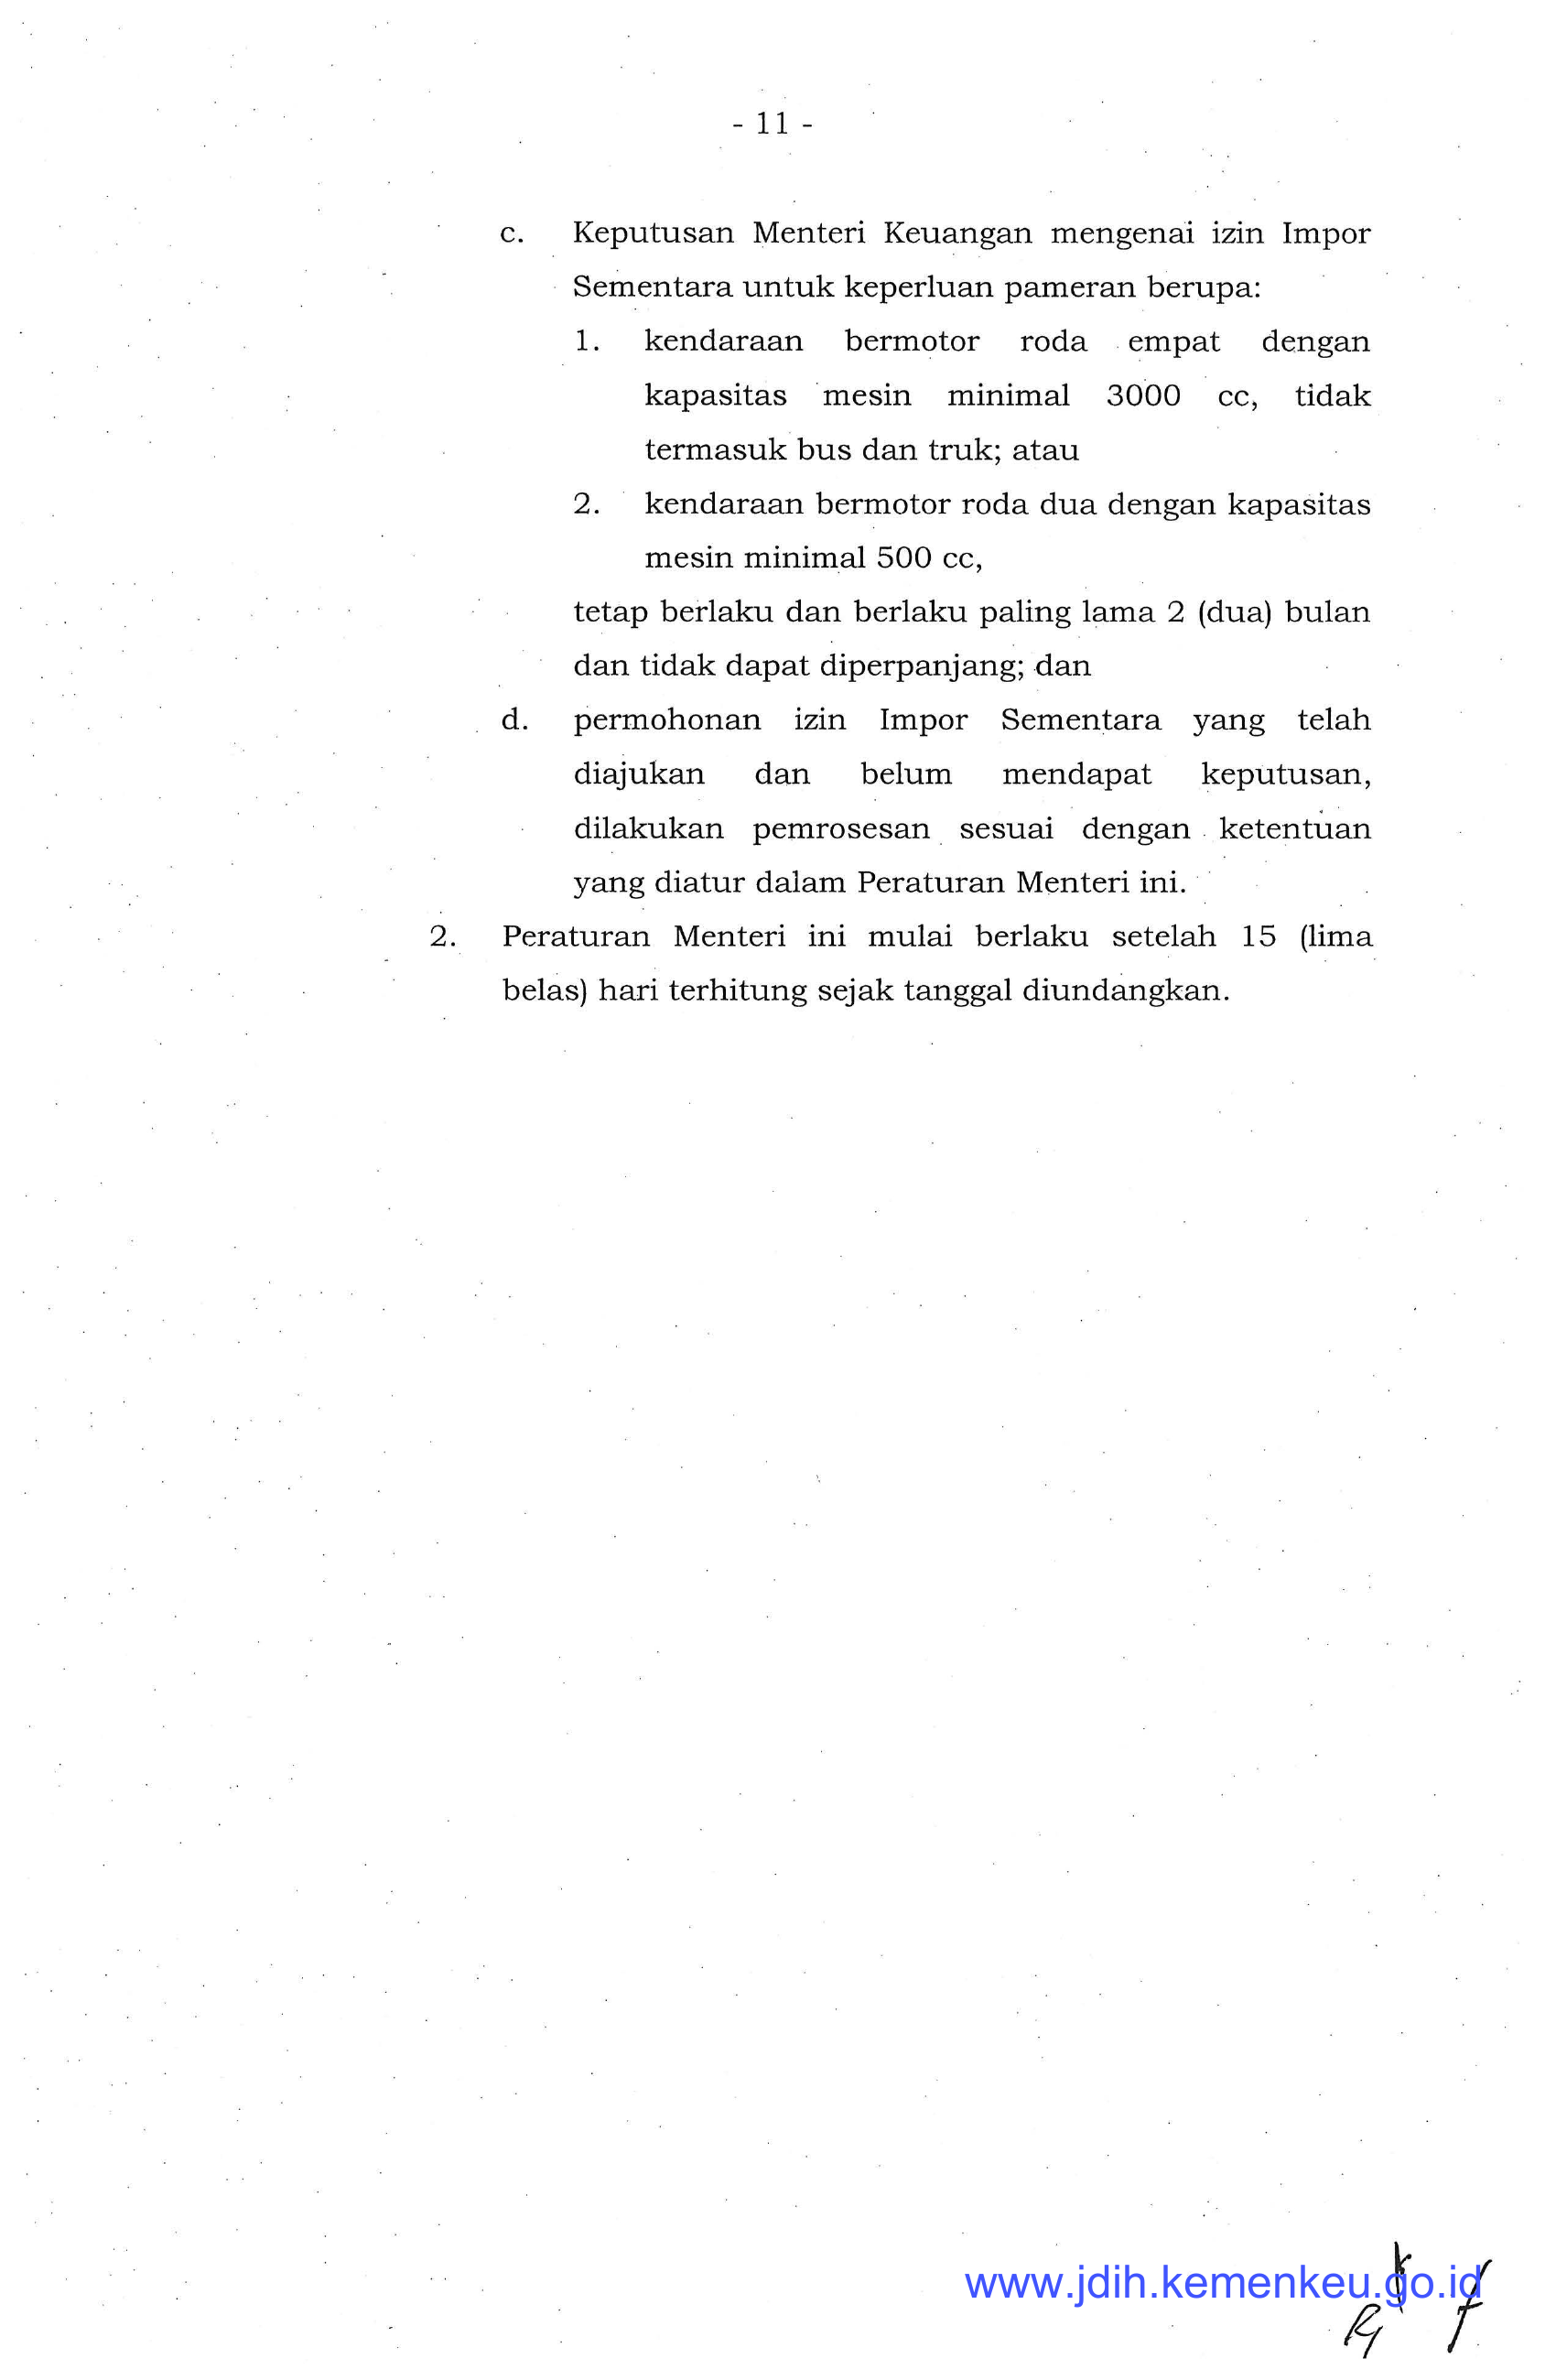 - 11 -
c. Keputusan Menteri Keuangan mengenai izin Impor
Sementara untuk keperluan pameran berupa:
1. kendaraan bermotor roda empat dengan
kapasitas mesin minimal 3000 cc, tidak
termasuk bus dan truk; atau
2. kendaraan bermotor roda dua dengan kapasitas
mesin minimal 500 cc,
tetap berlaku dan berlaku paling lama 2 (dua) bulan
dan tidak dapat diperpanjang; dan
d. permohonan izin Impor Sementara yang telah
diajukan dan belum mendapat keputusan,
dilakukan pemrosesan sesuai dengan ketentuan
yang diatur dalam Peraturan Menteri ini.
2. Peraturan Menteri ini mulai berlaku setelah 15 (lima
belas) hari terhitung sejak tanggal diundangkan.
www.jdih.kemenkeu.go.id